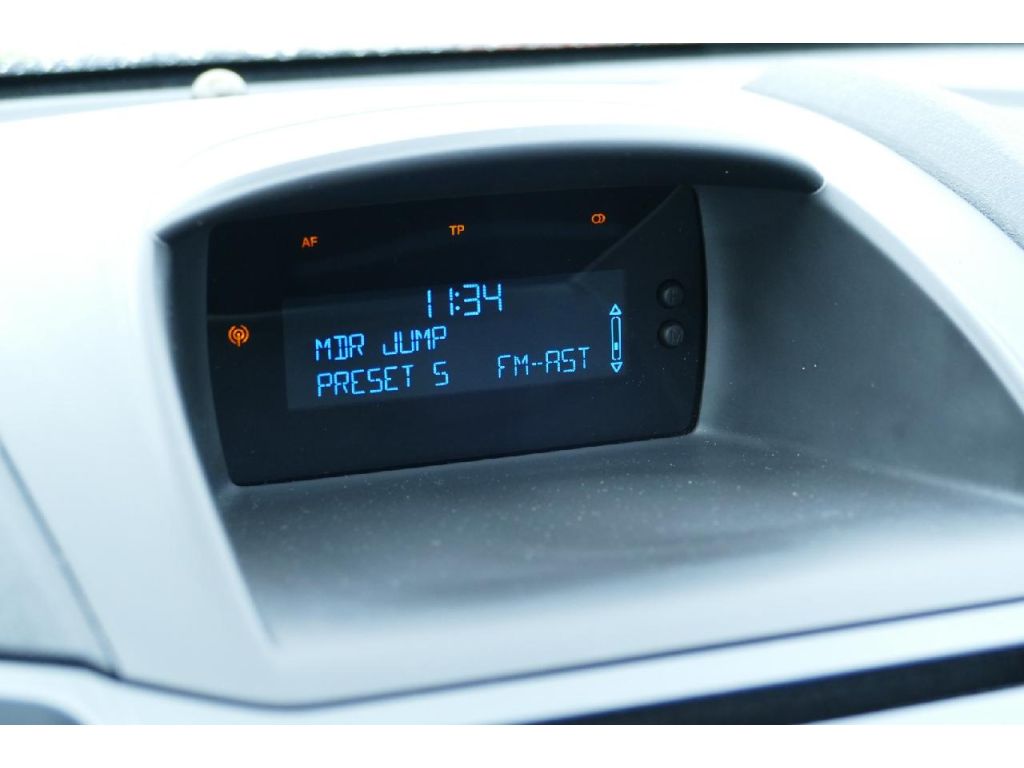 AF TP
11:34
MDR JUMP
PRESET 5 FM-AST